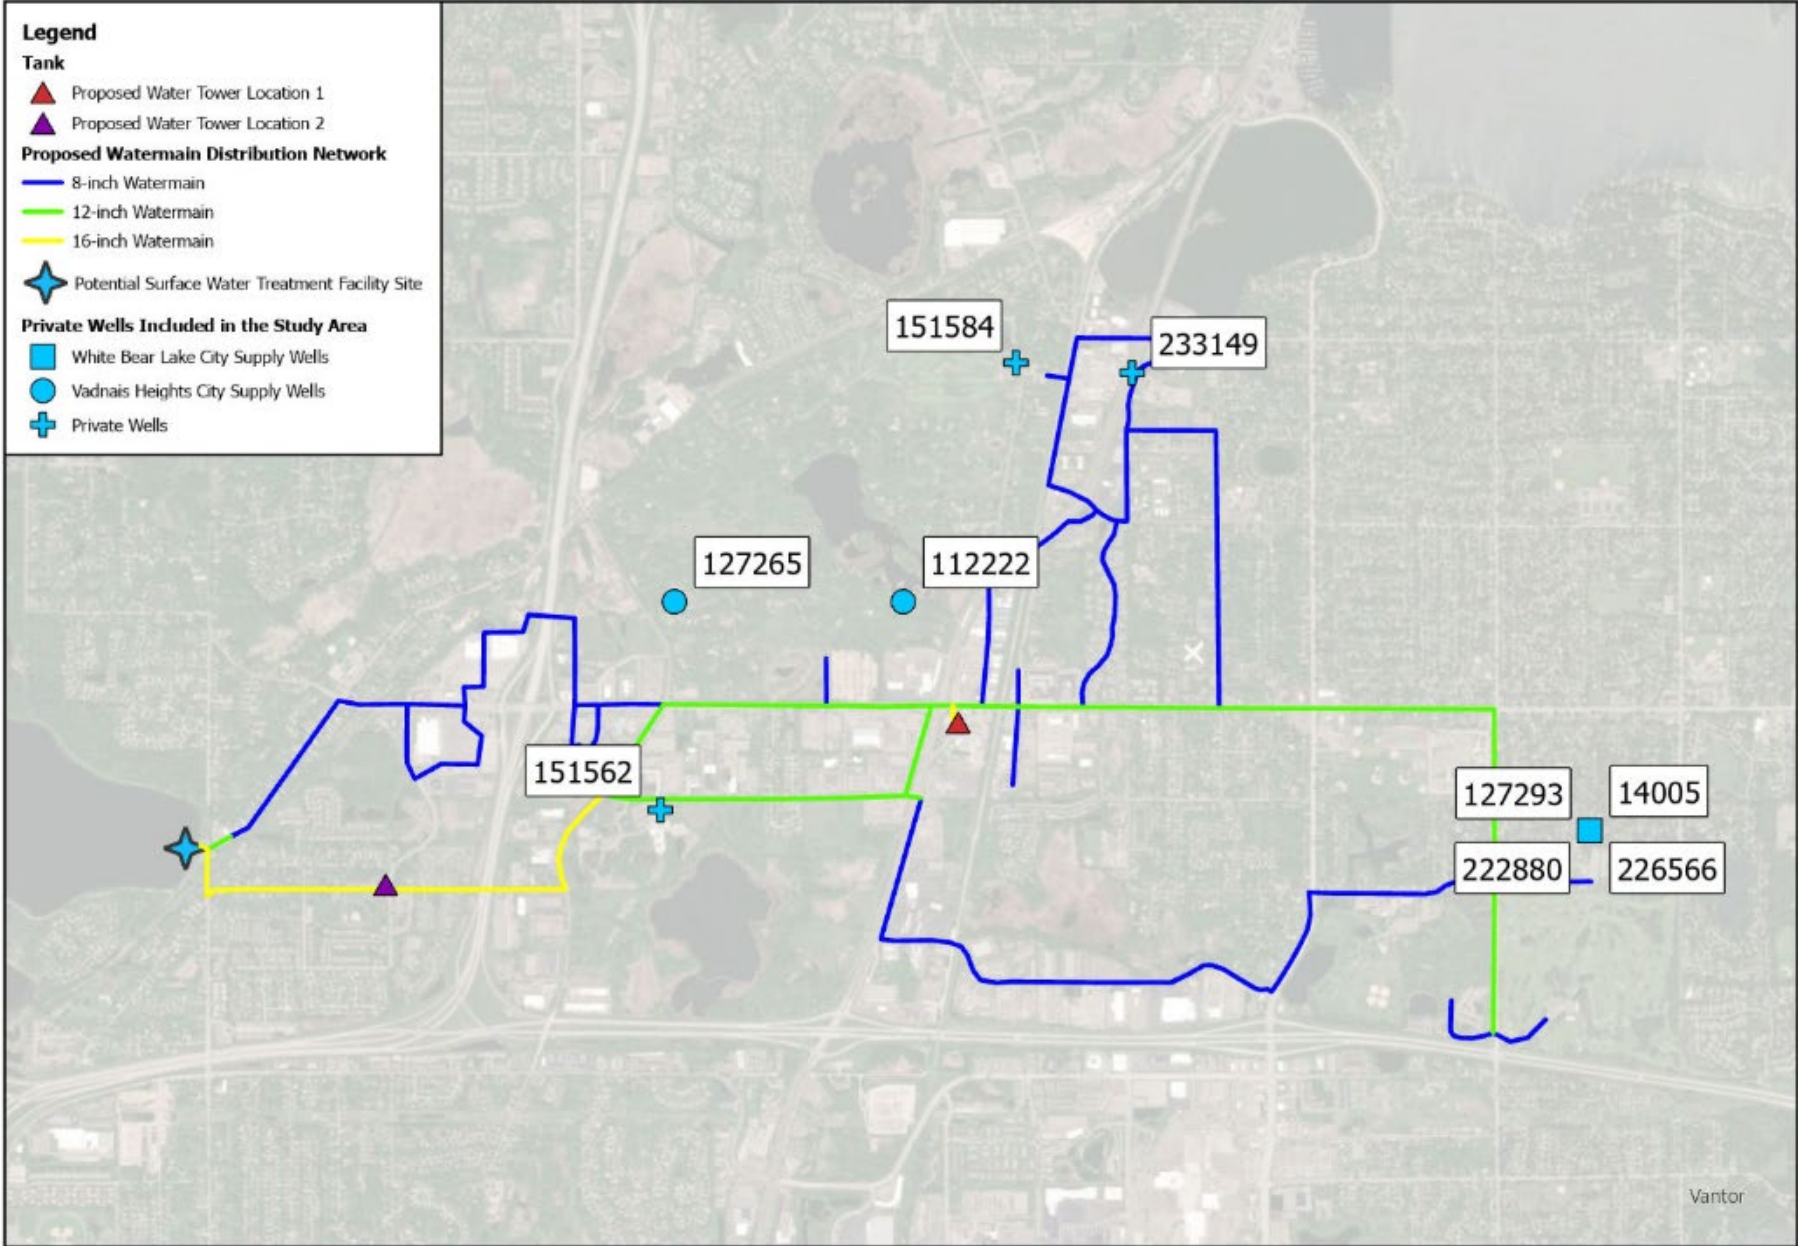 Legend
Tank
Proposed Water Tower Location 1
Proposed Water Tower Location 2
Proposed Watermain Distribution Network
8-inch Watermain
12-inch Watermain
16-inch Watermain
Potential Surface Water Treatment Facility Site
Private Wells Included in the Study Area
White Bear Lake City Supply Wells
Vadnais Heights City Supply Wells
Private Wells
151584
233149
127265
112222
151562
127293
14005
222880
226566
Vantor